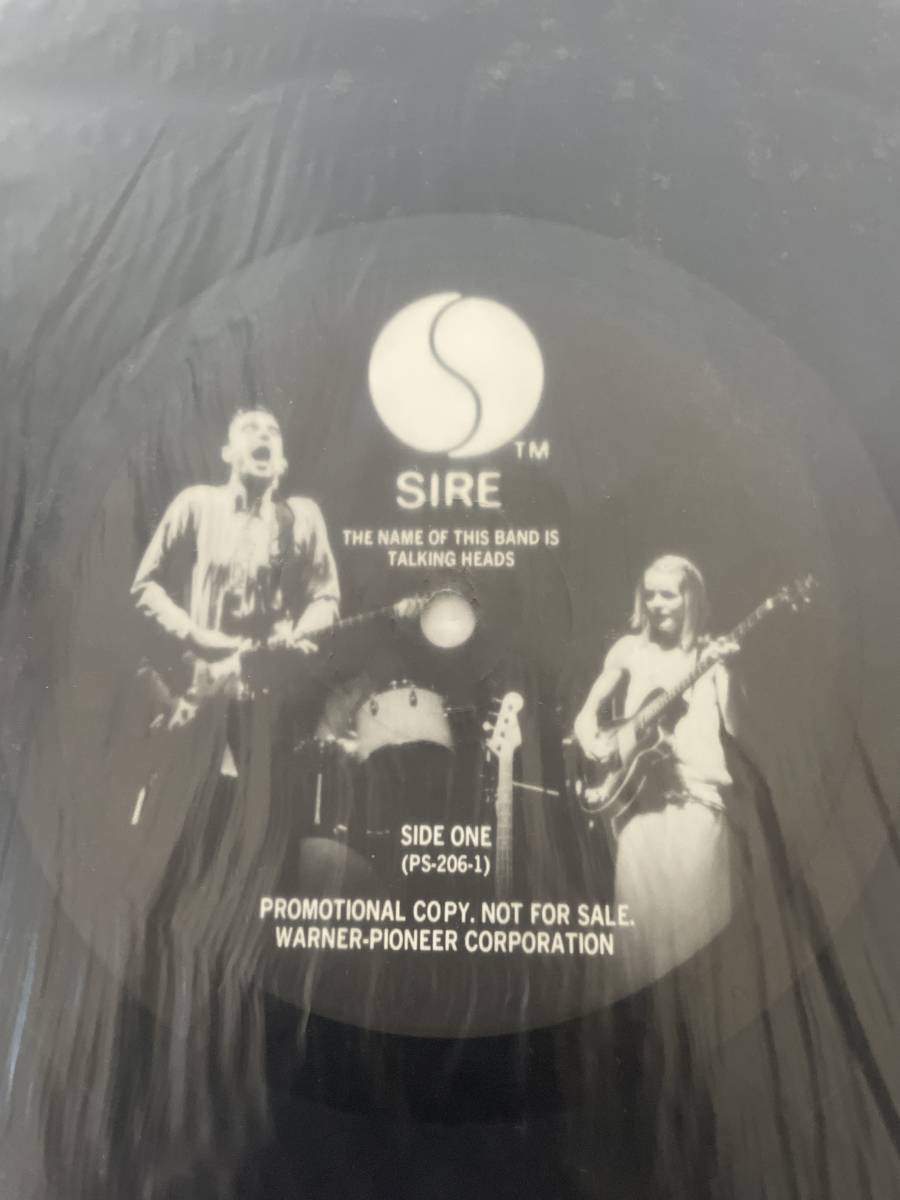 TM
SIRE
THE NAME OF THIS BAND IS
TALKING HEADS
SIDE ONE
(PS-206-1)
PROMOTIONAL COPY. NOT FOR SALE.
WARNER-PIONEER CORPORATION